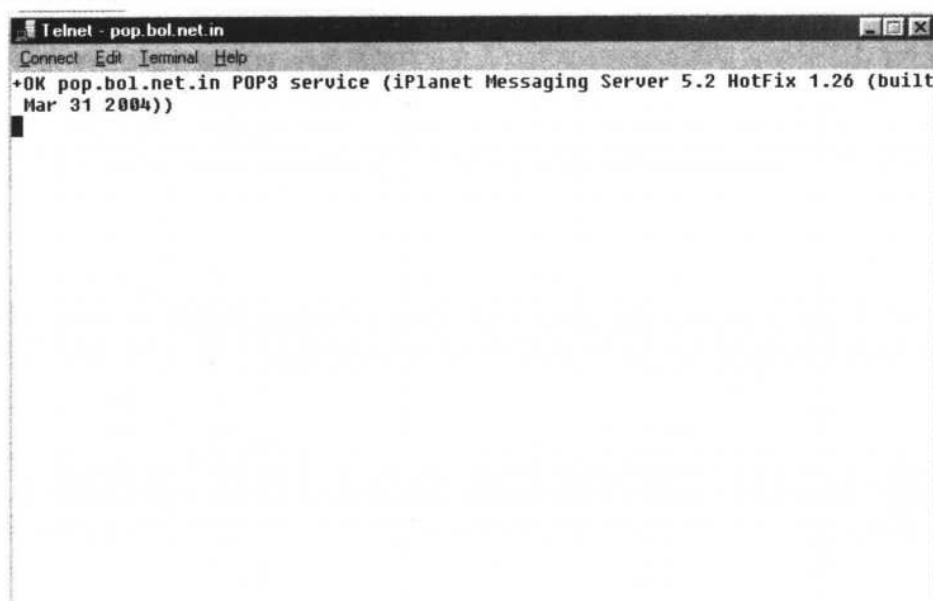 Telnet - pop.bol.net.in
Connect Edit Terminal Help
+OK pop.bol.net.in POP3 service (iPlanet Messaging Server 5.2 HotFix 1.26 (built
Mar 31 2004))